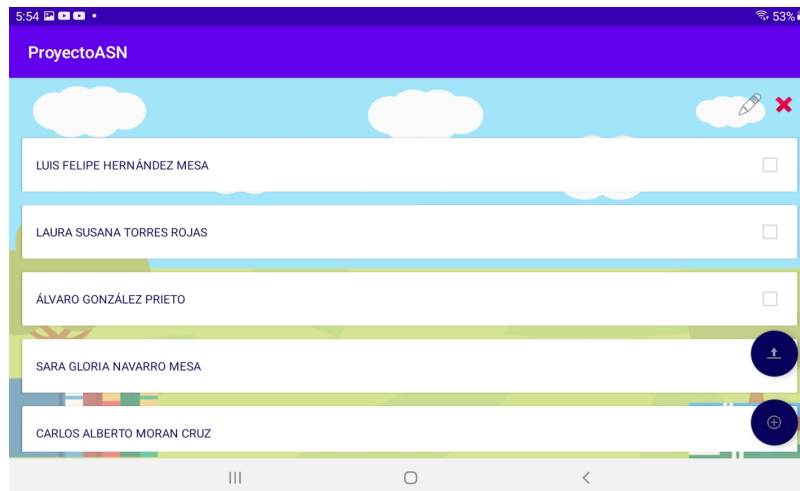 5:54
53%
ProyectoASN
LUIS FELIPE HERNÁNDEZ MESA
LAURA SUSANA TORRES ROJAS
ÁLVARO GONZÁLEZ PRIETO
SARA GLORIA NAVARRO MESA
CARLOS ALBERTO MORAN CRUZ